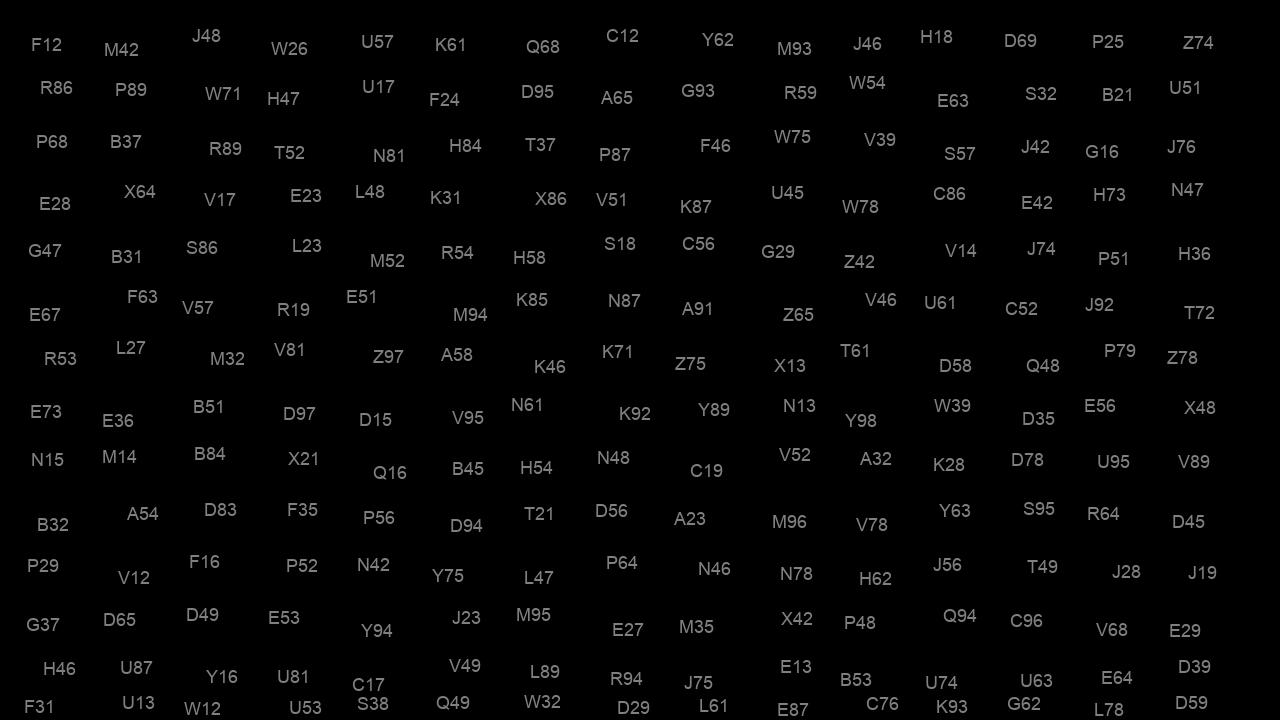 F12 M42 J48 W26 U57 K61 Q68 C12 Y62 M93 J46 H18 D69 P25 Z74
R86 P89 W71 H47 U17 F24 D95 A65 G93 R59 W54 E63 S32 B21 U51
P68 B37 R89 T52 N81 H84 T37 P87 F46 W75 V39 S57 J42 G16 J76
E28 X64 V17 E23 L48 K31 X86 V51 K87 U45 W78 C86 E42 H73 N47
G47 B31 S86 L23 M52 R54 H58 S18 C56 G29 Z42 V14 J74 P51 H36
E67 F63 V57 R19 E51 M94 K85 N87 A91 Z65 V46 U61 C52 J92 T72
R53 L27 M32 V81 Z97 A58 K46 K71 Z75 X13 T61 D58 Q48 P79 Z78
E73 E36 B51 D97 D15 V95 N61 K92 Y89 N13 Y98 W39 D35 E56 X48
N15 M14 B84 X21 Q16 B45 H54 N48 C19 V52 A32 K28 D78 U95 V89
B32 A54 D83 F35 P56 D94 T21 D56 A23 M96 V78 Y63 S95 R64 D45
P29 V12 F16 P52 N42 Y75 L47 P64 N46 N78 H62 J56 T49 J28 J19
G37 D65 D49 E53 Y94 J23 M95 E27 M35 X42 P48 Q94 C96 V68 E29
H46 U87 Y16 U81 C17 V49 L89 R94 J75 E13 B53 U74 U63 E64 D39
F31 U13 W12 U53 S38 Q49 W32 D29 L61 E87 C76 K93 G62 L78 D59